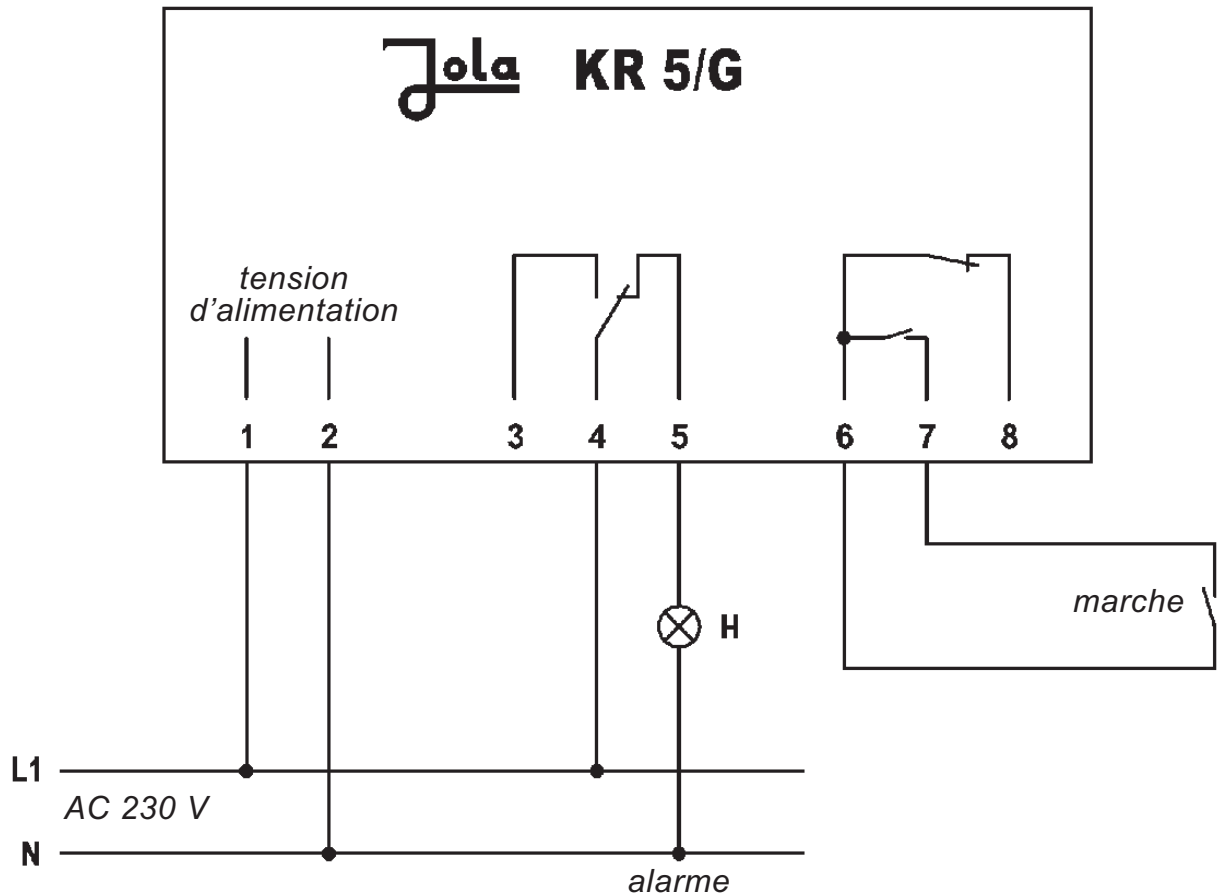 Jola KR 5/G
tension
d'alimentation
1 2 3 4 5 6 7 8
marche
H
L1
AC 230 V
N
alarme